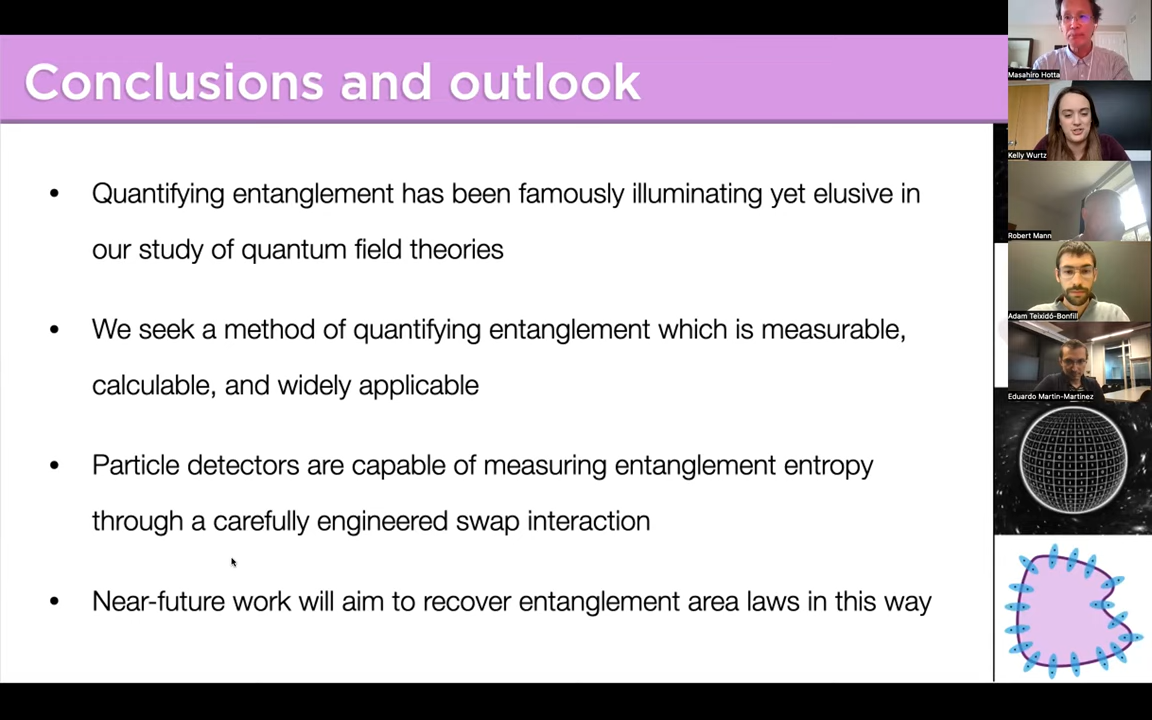 Conclusions and outlook
• Quantifying entanglement has been famously illuminating yet elusive in
our study of quantum field theories
• We seek a method of quantifying entanglement which is measurable,
calculable, and widely applicable
• Particle detectors are capable of measuring entanglement entropy
through a carefully engineered swap interaction
• Near-future work will aim to recover entanglement area laws in this way
Masahiro Hotta
Kelly Wurtz
Robert Mann
Adam Teixidó-Bonfill
Eduardo Martin-Martinez